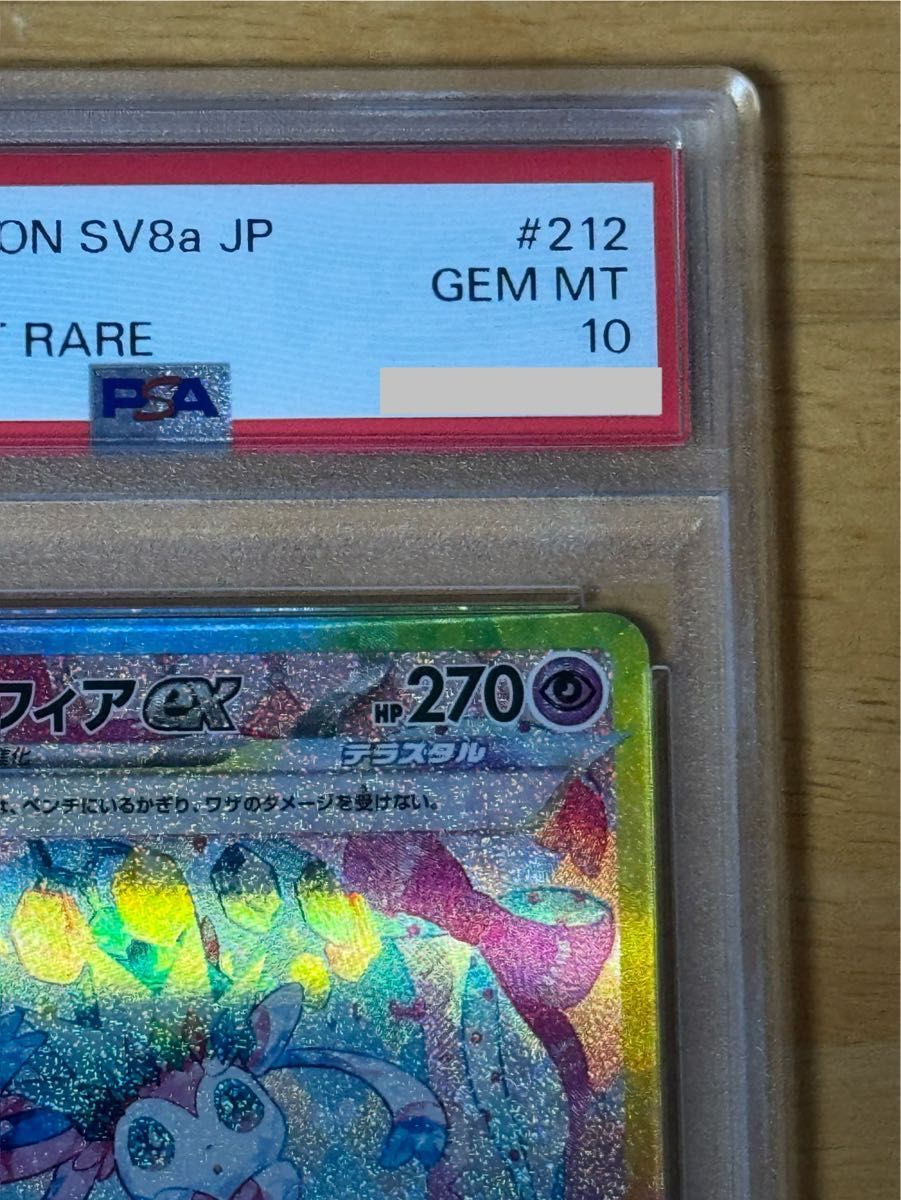 ON SV8a JP #212
GEM MT
RARE 10
PSA
フィアex HP270
進化 テラスタル
は、ベンチにいるかぎり、ワザのダメージを受けない。